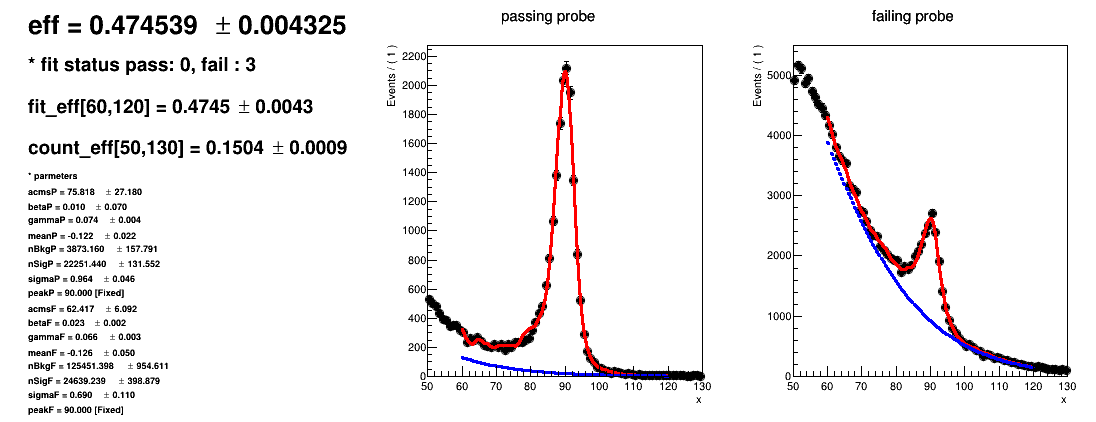 eff = 0.474539 ± 0.004325
* fit status pass: 0, fail : 3
fit_eff[60,120] = 0.4745 ± 0.0043
count_eff[50,130] = 0.1504 ± 0.0009
* parmeters
acmsP = 75.818 ± 27.180
betaP = 0.010 ± 0.070
gammaP = 0.074 ± 0.004
meanP = -0.122 ± 0.022
nBkgP = 3873.160 ± 157.791
nSigP = 22251.440 ± 131.552
sigmaP = 0.964 ± 0.046
peakP = 90.000 [Fixed]
acmsF = 62.417 ± 6.092
betaF = 0.023 ± 0.002
gammaF = 0.066 ± 0.003
meanF = -0.126 ± 0.050
nBkgF = 125451.398 ± 954.611
nSigF = 24639.239 ± 398.879
sigmaF = 0.690 ± 0.110
peakF = 90.000 [Fixed]
passing probe
Events / ( 1 )
2200
2000
1800
1600
1400
1200
1000
800
600
400
200
0
50 60 70 80 90 100 110 120 130
x
failing probe
Events / ( 1 )
5000
4000
3000
2000
1000
0
50 60 70 80 90 100 110 120 130
x